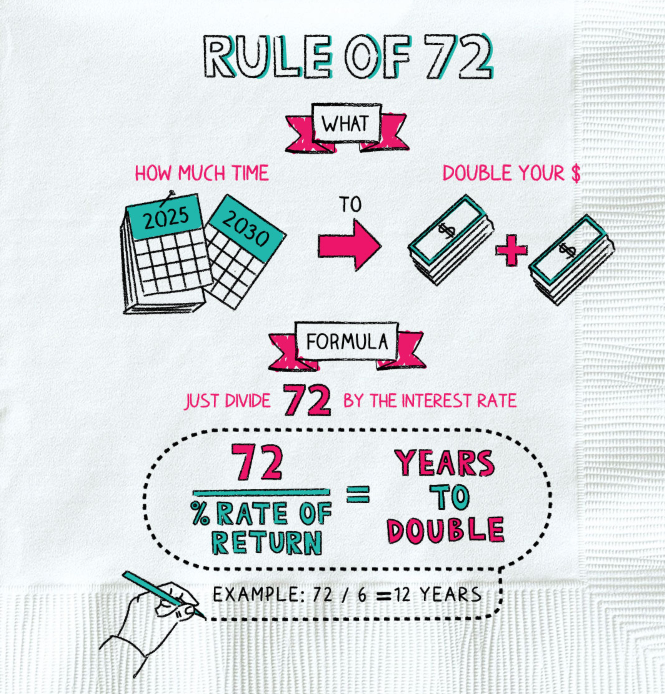 RULE OF 72
WHAT
HOW MUCH TIME
DOUBLE YOUR $
TO
2025
2030
$
$
FORMULA
JUST DIVIDE 72 BY THE INTEREST RATE
72
% RATE OF
RETURN
=
YEARS
TO
DOUBLE
EXAMPLE: 72 / 6 = 12 YEARS